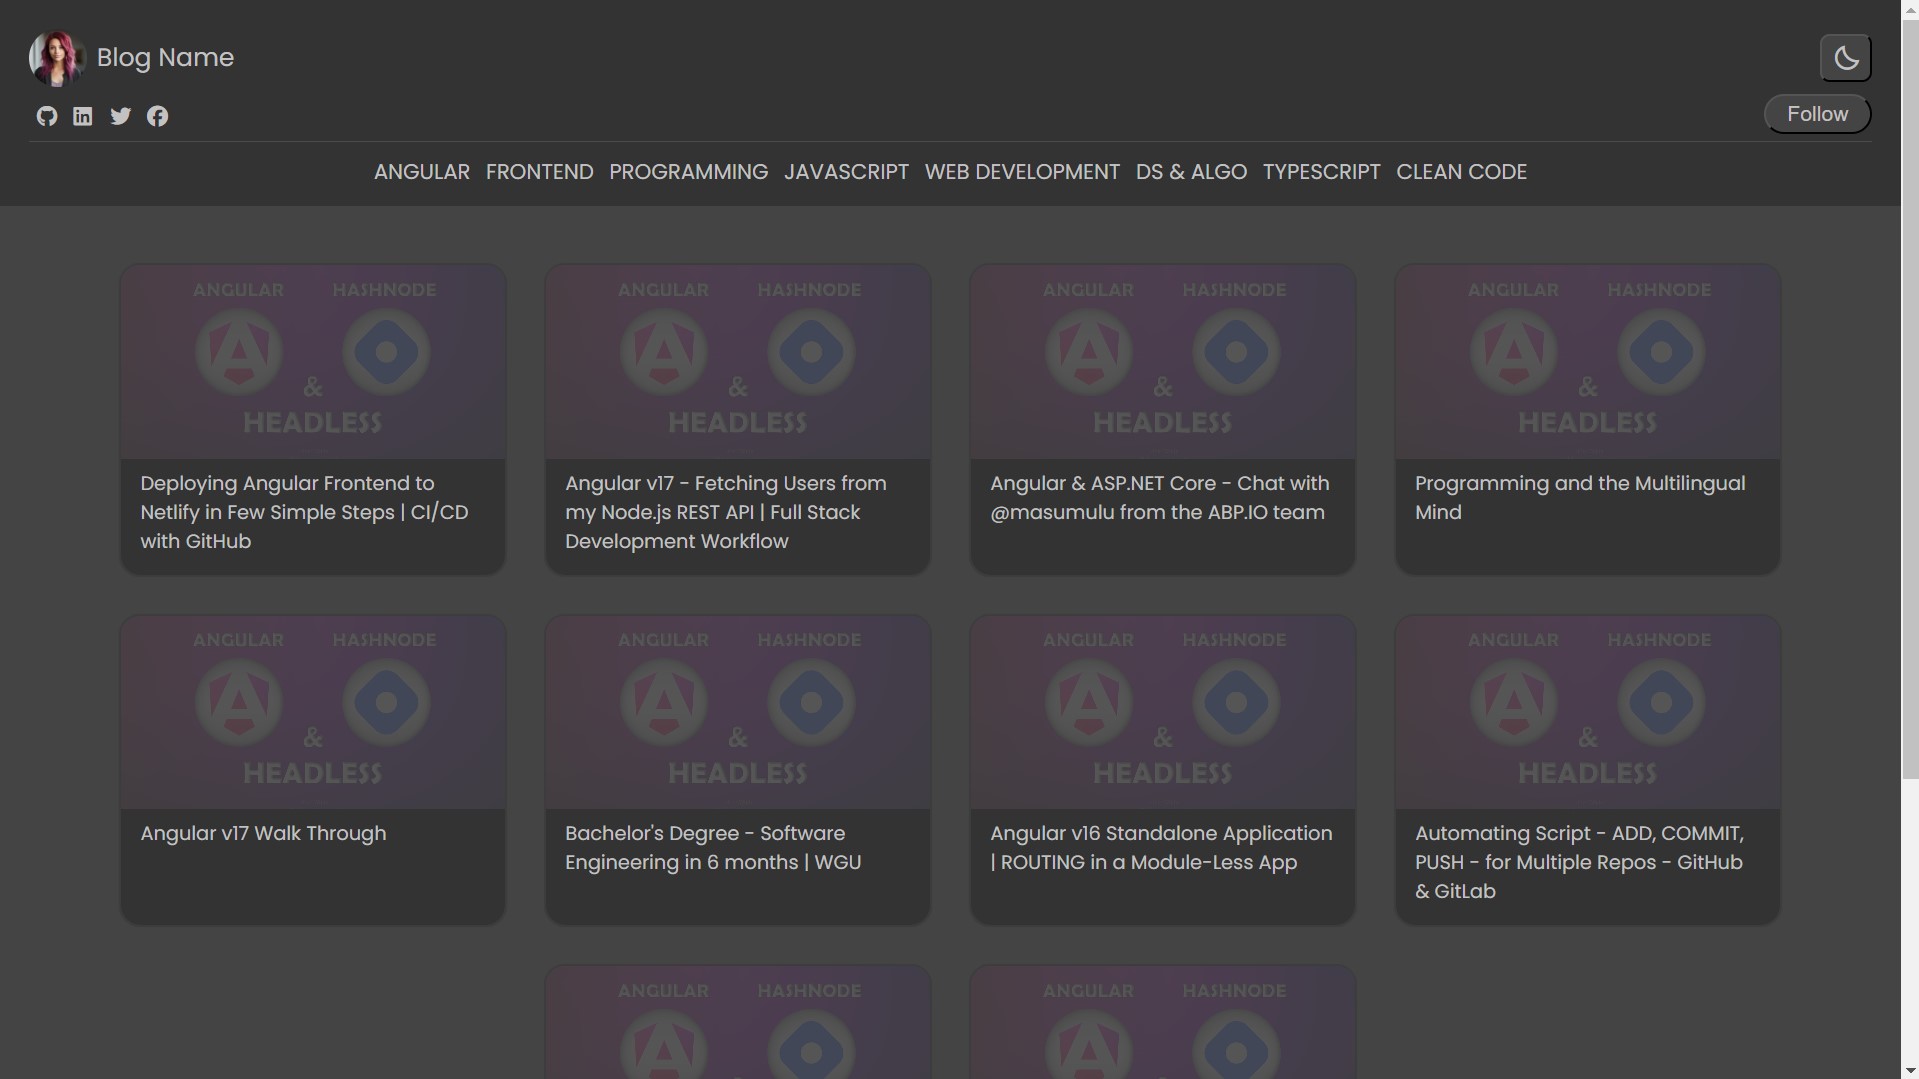 Blog Name
Follow
ANGULAR FRONTEND PROGRAMMING JAVASCRIPT WEB DEVELOPMENT DS & ALGO TYPESCRIPT CLEAN CODE
ANGULAR HASHNODE
&
HEADLESS
Deploying Angular Frontend to
Netlify in Few Simple Steps | CI/CD
with GitHub
ANGULAR HASHNODE
&
HEADLESS
Angular v17 - Fetching Users from
my Node.js REST API | Full Stack
Development Workflow
ANGULAR HASHNODE
&
HEADLESS
Angular & ASP.NET Core - Chat with
@masumulu from the ABP.IO team
ANGULAR HASHNODE
&
HEADLESS
Programming and the Multilingual
Mind
ANGULAR HASHNODE
&
HEADLESS
Angular v17 Walk Through
ANGULAR HASHNODE
&
HEADLESS
Bachelor's Degree - Software
Engineering in 6 months | WGU
ANGULAR HASHNODE
&
HEADLESS
Angular v16 Standalone Application
| ROUTING in a Module-Less App
ANGULAR HASHNODE
&
HEADLESS
Automating Script - ADD, COMMIT,
PUSH - for Multiple Repos - GitHub
& GitLab
ANGULAR HASHNODE
ANGULAR HASHNODE